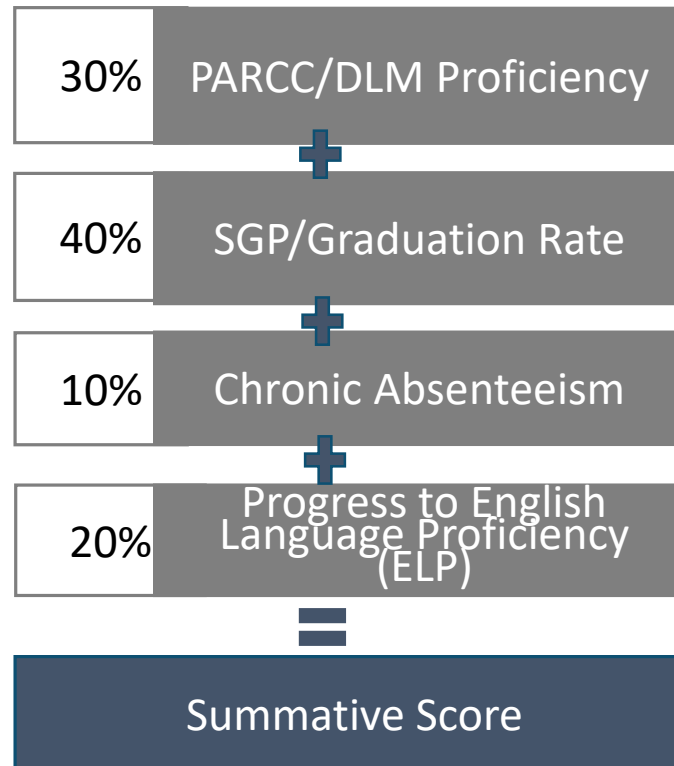 30% PARCC/DLM Proficiency
40% SGP/Graduation Rate
10% Chronic Absenteeism
20% Progress to English
Language Proficiency
(ELP)
Summative Score